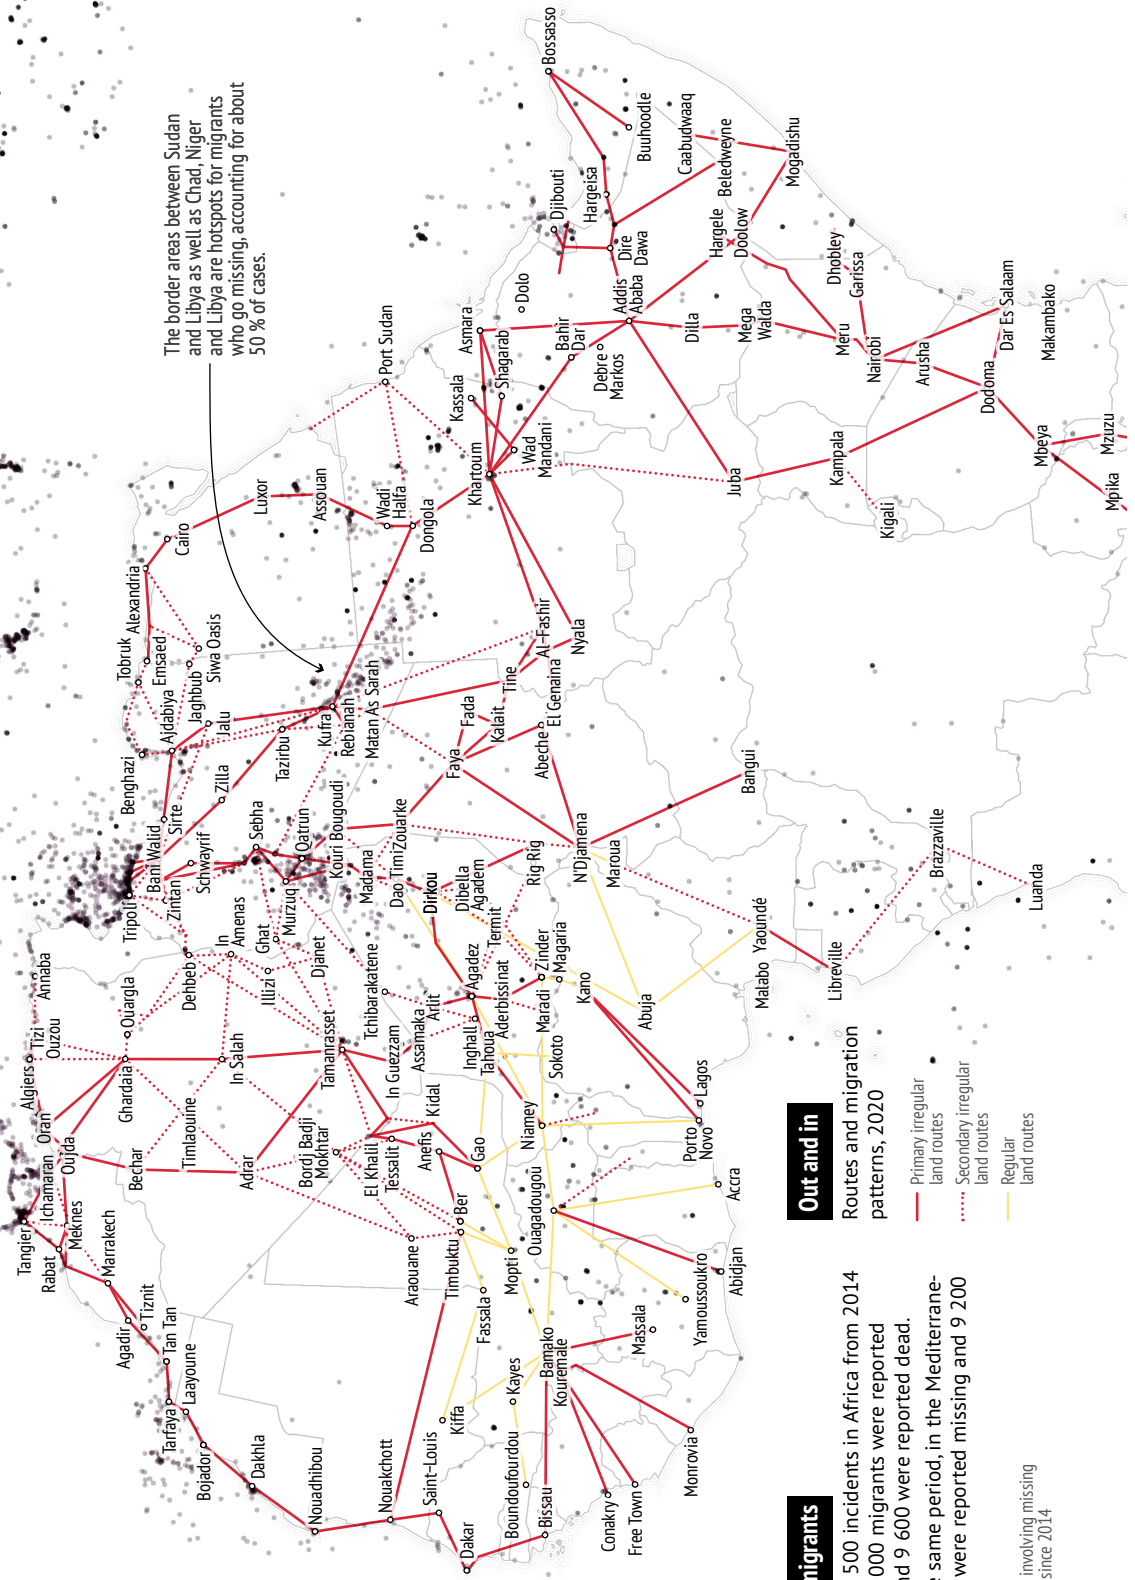 The border areas between Sudan
and Libya as well as Chad, Niger
and Libya are hotspots for migrants
who go missing, accounting for about
50 % of cases.
Tangier
Rabat
Ichamaran
Meknes
Oujda
Oran
Algiers
Tizi
Ouzou
Annaba
Marrakech
Agadir
Tiznit
Tan Tan
Tarfaya
Laayoune
Bojador
Dakhla
Nouadhibou
Nouakchott
Saint-Louis
Dakar
Ghardaia
Ouargla
Bechar
Timlaouine
Adrar
In Salah
Dehbeb
In
Amenas
Illizi
Ghat
Djanet
Tamanrasset
Bordj Badji
Mokhtar
El Khalil
Tessalit
In Guezzam
Assamaka
Arlit
Tchibarakatene
Anefis
Kidal
Gao
Ber
Timbuktu
Araouane
Fassala
Mopti
Kiffa
Kayes
Boundoufourdou
Bissau
Bamako
Kouremale
Conakry
Free Town
Monrovia
Massala
Yamoussoukro
Abidjan
Accra
Ouagadougou
Niamey
Porto
Novo
Lagos
Inghall
Tahoua
Agadez
Aderbissinat
Termit
Maradi
Zinder
Magaria
Sokoto
Kano
Abuja
Tripoli
Bani Walid
Zintan
Schwayrif
Sirte
Benghazi
Ajdabiya
Tobruk
Emsaed
Jaghbub
Siwa Oasis
Jalu
Zilla
Tazirbu
Sebha
Murzuq
Qatrun
Kufra
Rebianah
Matan As Sarah
Kouri Bougoudi
Madama
Dao Timi
Zouarke
Dirkou
Dibella
Agadem
Rig Rig
Faya
Fada
Kalait
Tine
Abeche
El Genaina
Al-Fashir
Nyala
N'Djamena
Maroua
Bangui
Yaoundé
Malabo
Libreville
Brazzaville
Luanda
Alexandria
Cairo
Luxor
Assouan
Wadi
Halfa
Dongola
Port Sudan
Khartoum
Kassala
Asmara
Shagarab
Wad
Mandani
Dolo
Bahir
Dar
Debre
Markos
Addis
Ababa
Dire
Dawa
Djibouti
Hargeisa
Bossasso
Buuhoodle
Caabudwaaq
Beledweyne
Mogadishu
Hargele
Doolow
Dilla
Mega
Walda
Dhobley
Garissa
Meru
Nairobi
Juba
Kampala
Kigali
Arusha
Dodoma
Dar Es Salaam
Makambako
Mbeya
Mzuzu
Mpika
Out and in
Routes and migration
patterns, 2020
Primary irregular
land routes
Secondary irregular
land routes
Regular
land routes
migrants
500 incidents in Africa from 2014
000 migrants were reported
nd 9 600 were reported dead.
e same period, in the Mediterrane-
were reported missing and 9 200
involving missing
since 2014